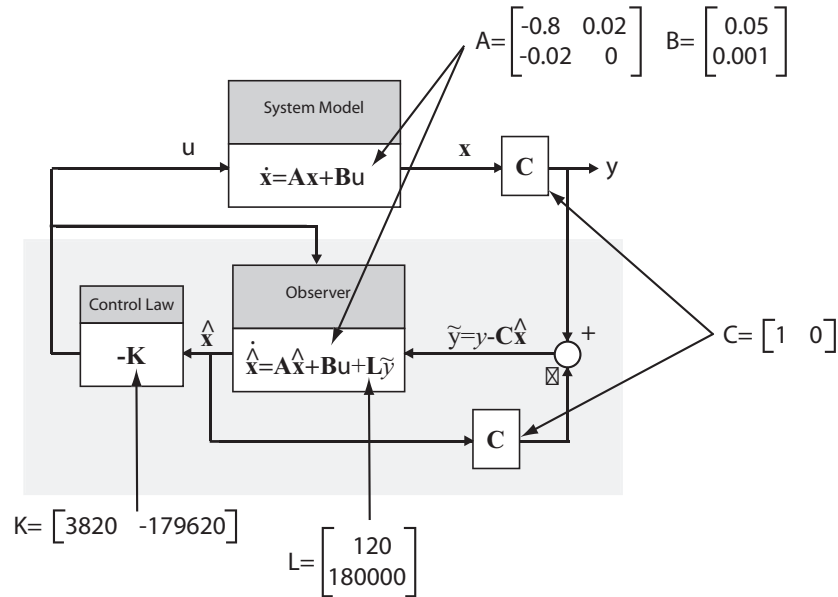 A= [-0.8 0.02
-0.02 0] B= [0.05
0.001]
System Model
u
ẋ=Ax+Bu
x
C
y
Control Law
-K
x̂
Observer
x̂̇=Ax̂+Bu+Lỹ
ỹ=y-Cx̂
+
C
C= [1 0]
K= [3820 -179620]
L= [120
180000]